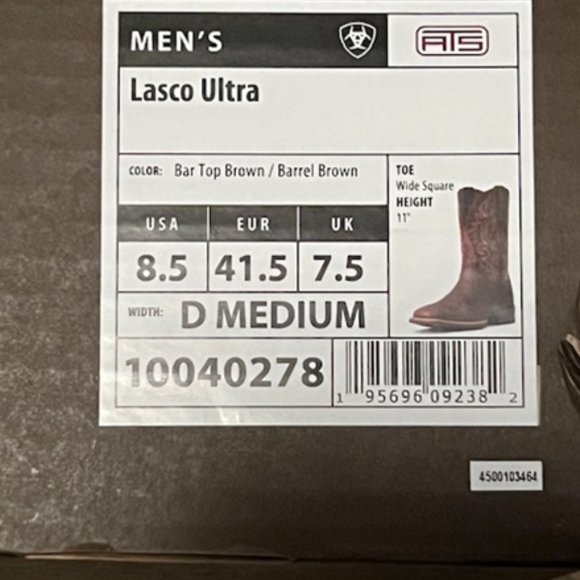 MEN'S
ATS
Lasco Ultra
COLOR: Bar Top Brown / Barrel Brown
TOE
Wide Square
HEIGHT
11"
USA EUR UK
8.5 41.5 7.5
WIDTH: D MEDIUM
10040278
1 95696 09238 2
4500103464